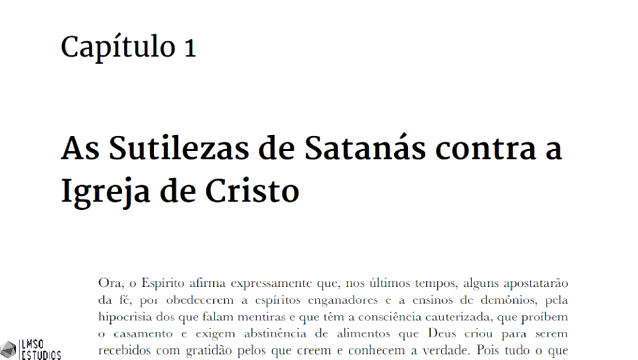 Capítulo 1
As Sutilezas de Satanás contra a
Igreja de Cristo
Ora, o Espírito afirma expressamente que, nos últimos tempos, alguns apostatarão
da fé, por obedecerem a espíritos enganadores e a ensinos de demônios, pela
hipocrisia dos que falam mentiras e que têm a consciência cauterizada, que proíbem
o casamento e exigem abstinência de alimentos que Deus criou para serem
recebidos com gratidão pelos que creem e conhecem a verdade. Pois tudo o que
LMSO
ESTÚDIOS